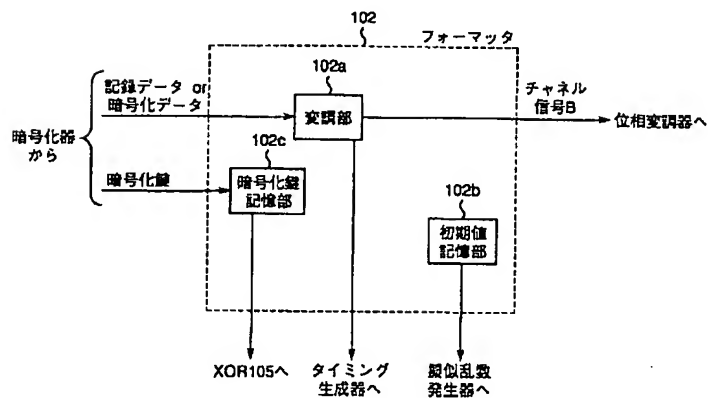 102
フォーマッタ
記録データ or
暗号化データ
102a
変調部
チャネル
信号B
位相変調器へ
暗号化器
から
102c
暗号化鍵
暗号化鍵
記憶部
102b
初期値
記憶部
XOR105へ
タイミング
生成器へ
擬似乱数
発生器へ